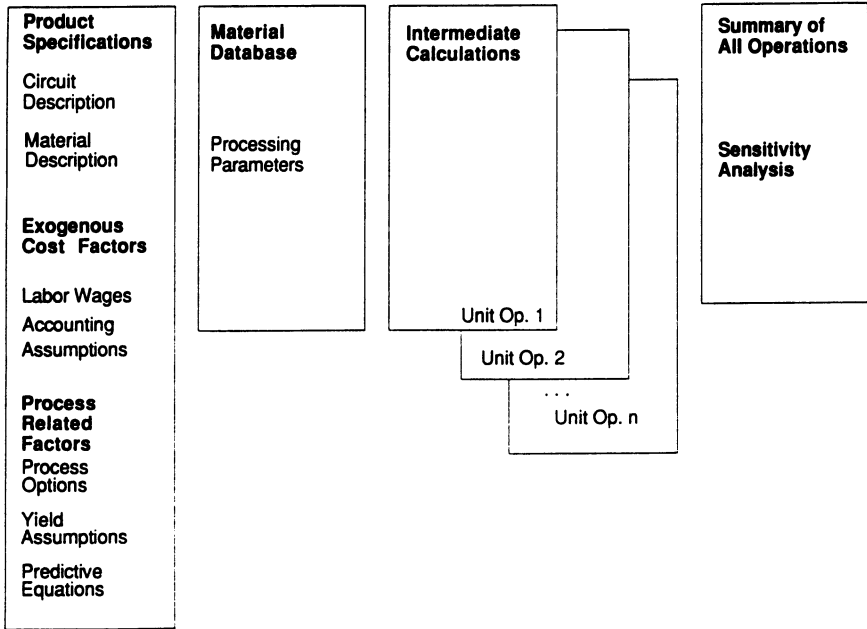 Product
Specifications
Circuit
Description
Material
Description
Exogenous
Cost Factors
Labor Wages
Accounting
Assumptions
Process
Related
Factors
Process
Options
Yield
Assumptions
Predictive
Equations
Material
Database
Processing
Parameters
Intermediate
Calculations
Unit Op. 1
Unit Op. 2
. . .
Unit Op. n
Summary of
All Operations
Sensitivity
Analysis